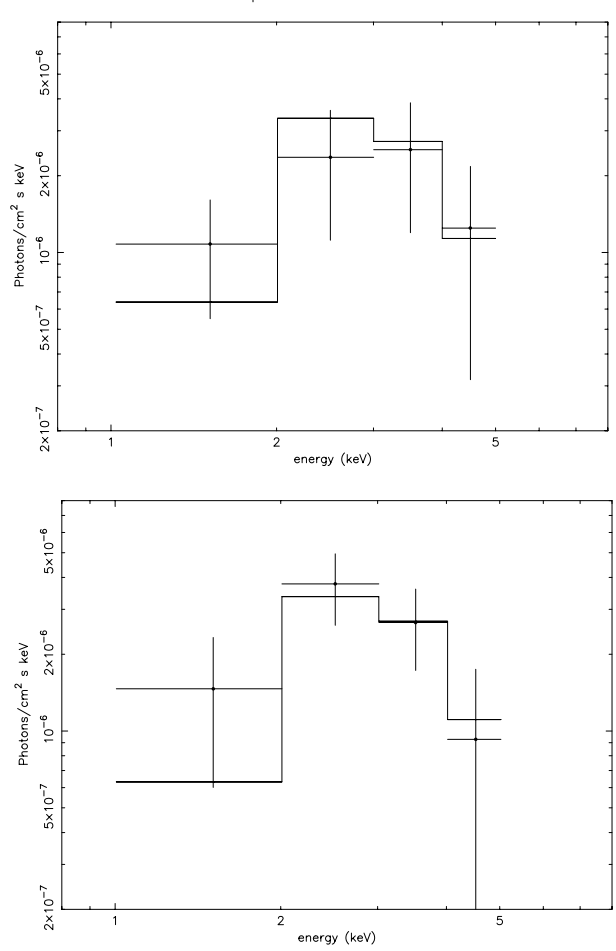 5×10⁻⁶
2×10⁻⁶
10⁻⁶
5×10⁻⁷
2×10⁻⁷
Photons/cm² s keV
1 2 5
energy (keV)
5×10⁻⁶
2×10⁻⁶
10⁻⁶
5×10⁻⁷
2×10⁻⁷
Photons/cm² s keV
1 2 5
energy (keV)